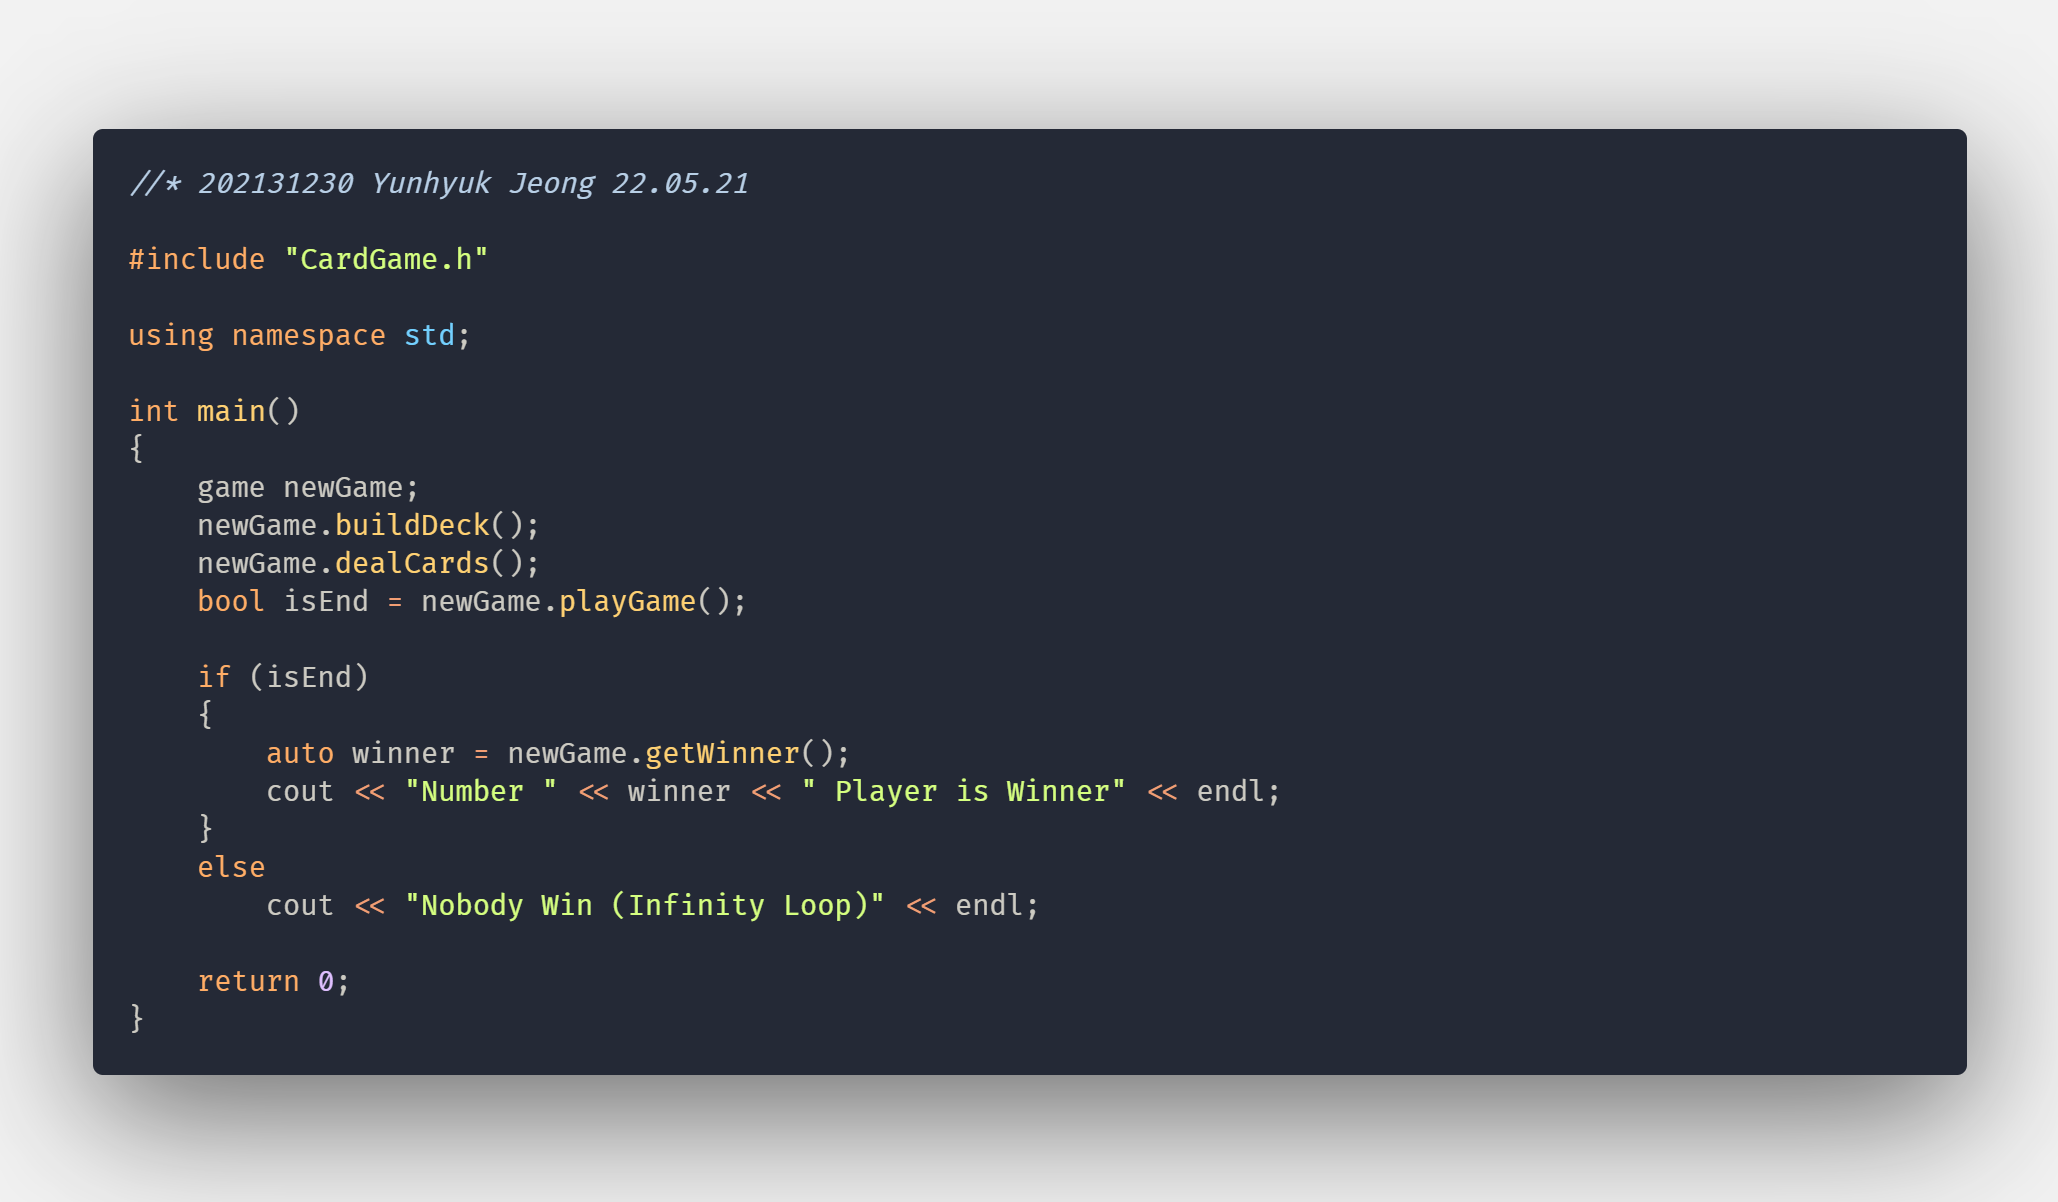 //* 202131230 Yunhyuk Jeong 22.05.21
#include "CardGame.h"
using namespace std;
int main()
{
    game newGame;
    newGame.buildDeck();
    newGame.dealCards();
    bool isEnd = newGame.playGame();
    if (isEnd)
    {
        auto winner = newGame.getWinner();
        cout << "Number " << winner << " Player is Winner" << endl;
    }
    else
        cout << "Nobody Win (Infinity Loop)" << endl;
    return 0;
}